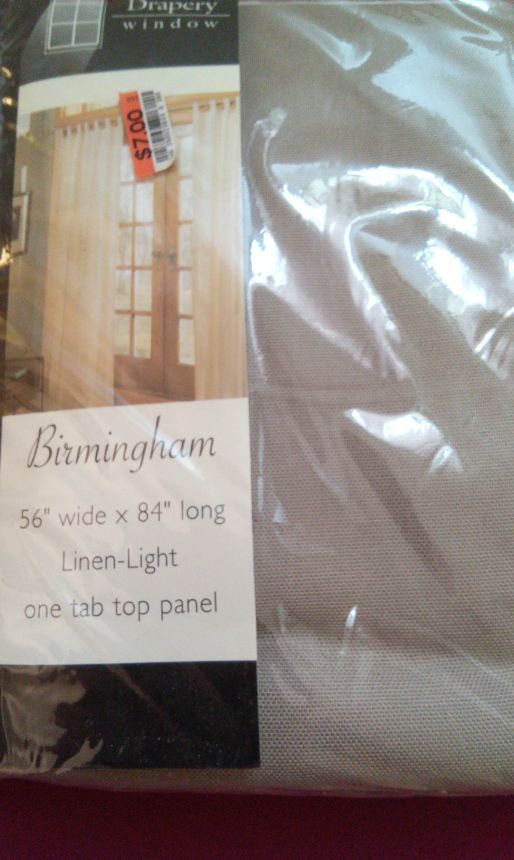 Drapery
window
$7.00
Birmingham
56" wide x 84" long
Linen-Light
one tab top panel